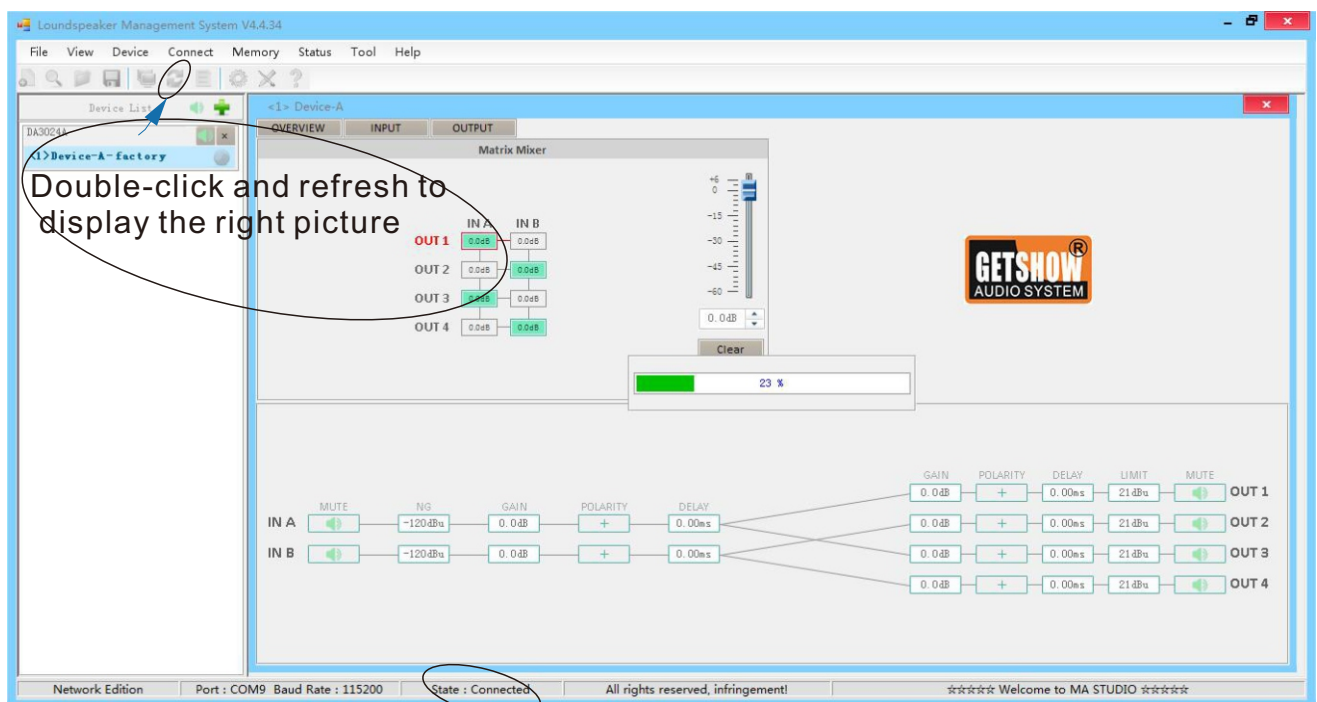 Loundspeaker Management System V4.4.34
File View Device Connect Memory Status Tool Help
Device List
<1> Device-A
DA3024A
<1>Device-A-factory
OVERVIEW INPUT OUTPUT
Matrix Mixer
Double-click and refresh to
display the right picture
IN A IN B
OUT 1 0.0dB 0.0dB
OUT 2 0.0dB 0.0dB
OUT 3 0.0dB 0.0dB
OUT 4 0.0dB 0.0dB
+6
0
-15
-30
-45
-60
0.0dB
Clear
GETSHOW®
AUDIO SYSTEM
23 %
MUTE NG GAIN POLARITY DELAY
IN A -120dBu 0.0dB + 0.00ms
IN B -120dBu 0.0dB + 0.00ms
GAIN POLARITY DELAY LIMIT MUTE
0.0dB + 0.00ms 21dBu OUT 1
0.0dB + 0.00ms 21dBu OUT 2
0.0dB + 0.00ms 21dBu OUT 3
0.0dB + 0.00ms 21dBu OUT 4
Network Edition Port : COM9 Baud Rate : 115200 State : Connected All rights reserved, infringement! ☆☆☆☆☆ Welcome to MA STUDIO ☆☆☆☆☆